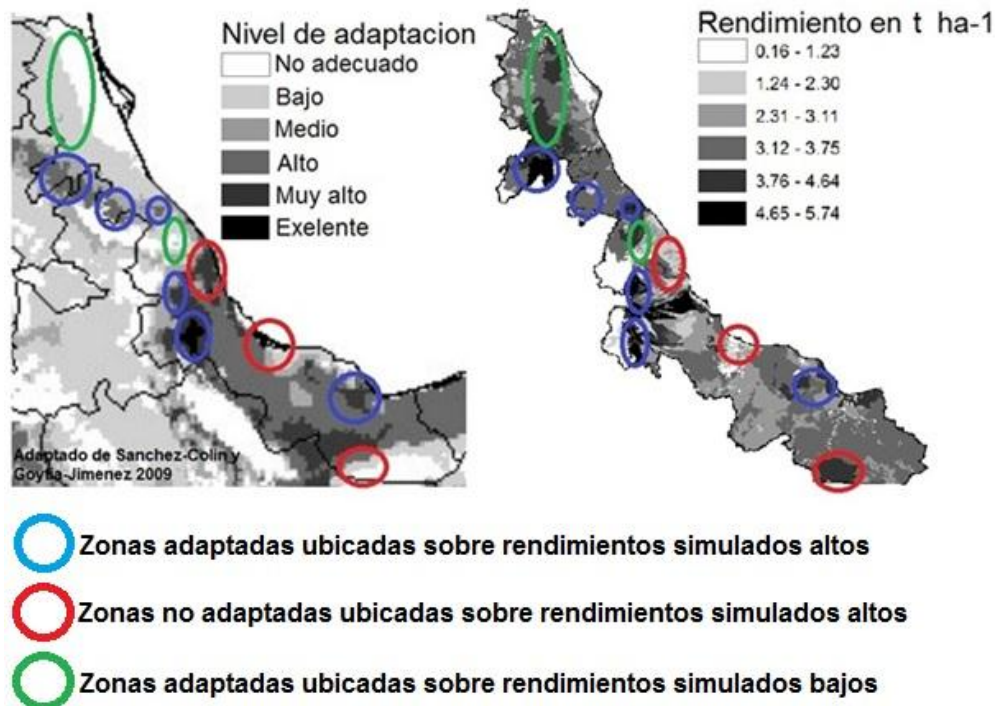 Nivel de adaptacion
No adecuado
Bajo
Medio
Alto
Muy alto
Exelente
Adaptado de Sanchez-Colin y
Goytia-Jimenez 2009
Rendimiento en t ha-1
0.16 - 1.23
1.24 - 2.30
2.31 - 3.11
3.12 - 3.75
3.76 - 4.64
4.65 - 5.74
Zonas adaptadas ubicadas sobre rendimientos simulados altos
Zonas no adaptadas ubicadas sobre rendimientos simulados altos
Zonas adaptadas ubicadas sobre rendimientos simulados bajos